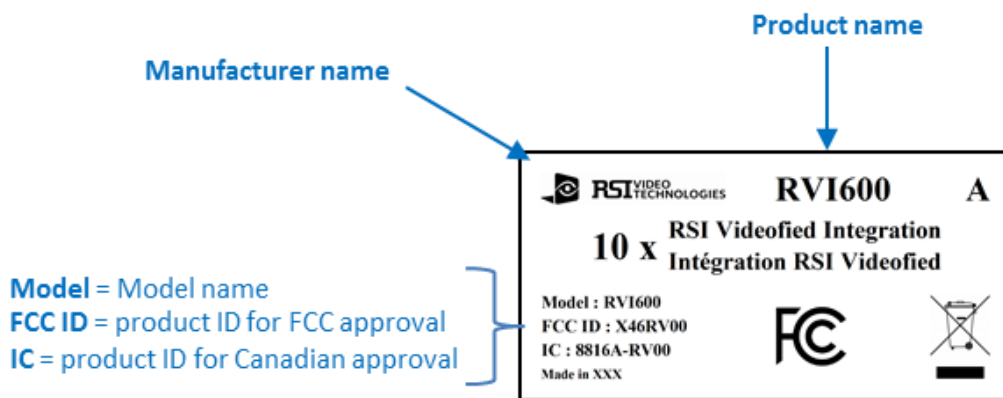 Product name
Manufacturer name
RSI VIDEO TECHNOLOGIES RVI600 A
10 x RSI Videofied Integration
Intégration RSI Videofied
Model = Model name
FCC ID = product ID for FCC approval
IC = product ID for Canadian approval
Model : RVI600
FCC ID : X46RV00
IC : 8816A-RV00
Made in XXX
FC